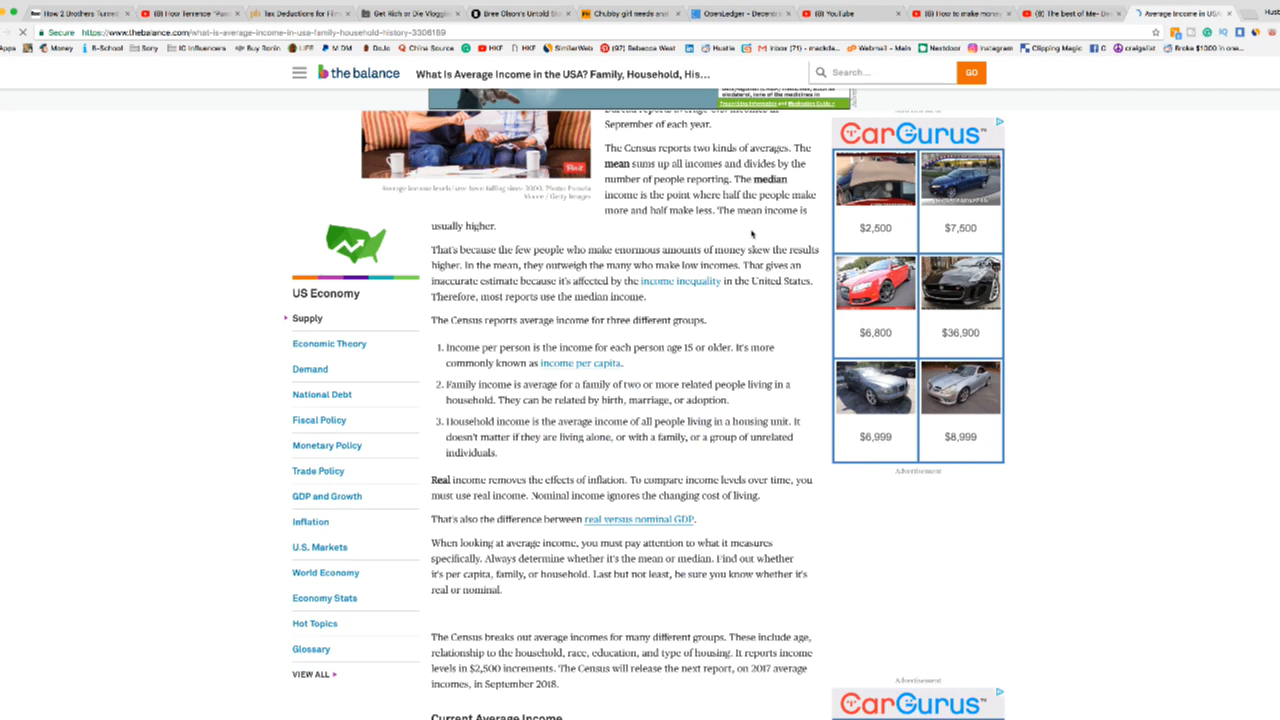 How 2 Brothers Turned
(8) How Terrence "Pun
Tax Deductions for Fil
Get Rich or Die Vloggi
Bree Olson's Untold St
Chubby girl needs and
OpenLedger - Decentra
(8) YouTube
(8) How to make money
(8) The best of Me- De
Average Income in USA
Secure https://www.thebalance.com/what-is-average-income-in-usa-family-household-history-3306189
Apps Money B-School Sony IG Influencers Buy Ronin LIFF M DM DoJo China Source HKF HKF SimilarWeb (97) Rebecca West Hustle Inbox (71) - mackda... Webmail - Main Nextdoor Instagram Clipping Magic craigslist Broke $1000 in one...
the balance What Is Average Income in the USA? Family, Household, His... Search... GO
Prescribing Information and Medication Guide
September of each year.
The Census reports two kinds of averages. The
mean sums up all incomes and divides by the
number of people reporting. The median
income is the point where half the people make
more and half make less. The mean income is
usually higher.
Pin it
Average income levels have been falling since 2000. Photo: Pamela
Moore / Getty Images
That's because the few people who make enormous amounts of money skew the results
higher. In the mean, they outweigh the many who make low incomes. That gives an
inaccurate estimate because it's affected by the income inequality in the United States.
Therefore, most reports use the median income.
The Census reports average income for three different groups.
1. Income per person is the income for each person age 15 or older. It's more
commonly known as income per capita.
2. Family income is average for a family of two or more related people living in a
household. They can be related by birth, marriage, or adoption.
3. Household income is the average income of all people living in a housing unit. It
doesn't matter if they are living alone, or with a family, or a group of unrelated
individuals.
Real income removes the effects of inflation. To compare income levels over time, you
must use real income. Nominal income ignores the changing cost of living.
That's also the difference between real versus nominal GDP.
When looking at average income, you must pay attention to what it measures
specifically. Always determine whether it's the mean or median. Find out whether
it's per capita, family, or household. Last but not least, be sure you know whether it's
real or nominal.
The Census breaks out average incomes for many different groups. These include age,
relationship to the household, race, education, and type of housing. It reports income
levels in $2,500 increments. The Census will release the next report, on 2017 average
incomes, in September 2018.
Current Average Income
US Economy
Supply
Economic Theory
Demand
National Debt
Fiscal Policy
Monetary Policy
Trade Policy
GDP and Growth
Inflation
U.S. Markets
World Economy
Economy Stats
Hot Topics
Glossary
VIEW ALL
CarGurus™
$2,500 $7,500
$6,800 $36,900
$6,999 $8,999
Advertisement
Advertisement
CarGurus™